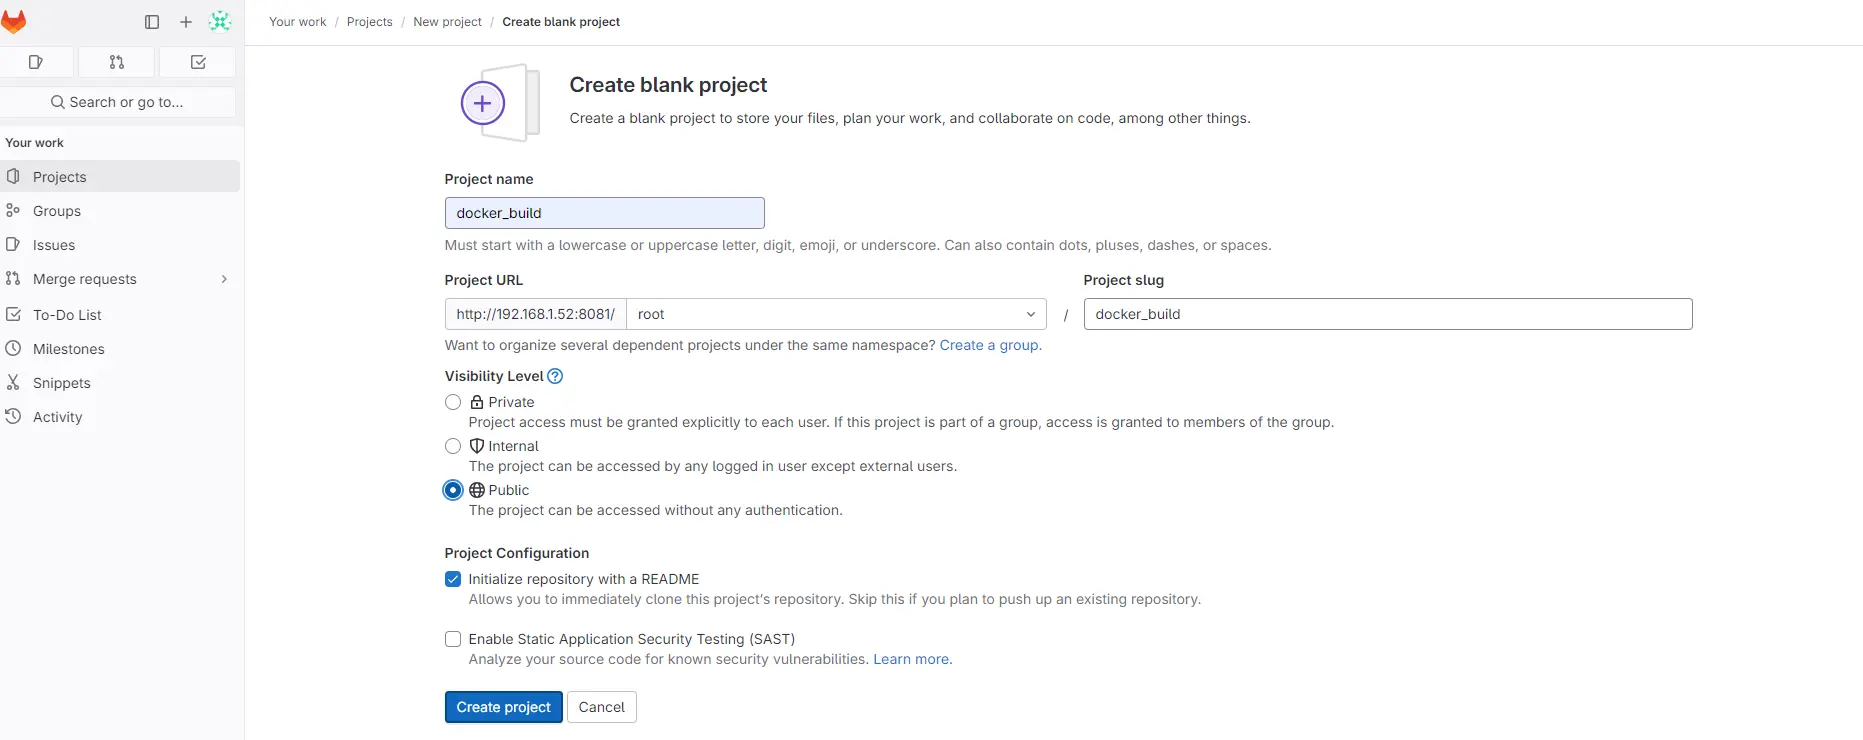 Your work / Projects / New project / Create blank project
Search or go to...
Your work
Projects
Groups
Issues
Merge requests
To-Do List
Milestones
Snippets
Activity
Create blank project
Create a blank project to store your files, plan your work, and collaborate on code, among other things.
Project name
docker_build
Must start with a lowercase or uppercase letter, digit, emoji, or underscore. Can also contain dots, pluses, dashes, or spaces.
Project URL
http://192.168.1.52:8081/ root
/
Project slug
docker_build
Want to organize several dependent projects under the same namespace? Create a group.
Visibility Level ?
Private
Project access must be granted explicitly to each user. If this project is part of a group, access is granted to members of the group.
Internal
The project can be accessed by any logged in user except external users.
Public
The project can be accessed without any authentication.
Project Configuration
Initialize repository with a README
Allows you to immediately clone this project’s repository. Skip this if you plan to push up an existing repository.
Enable Static Application Security Testing (SAST)
Analyze your source code for known security vulnerabilities. Learn more.
Create project
Cancel